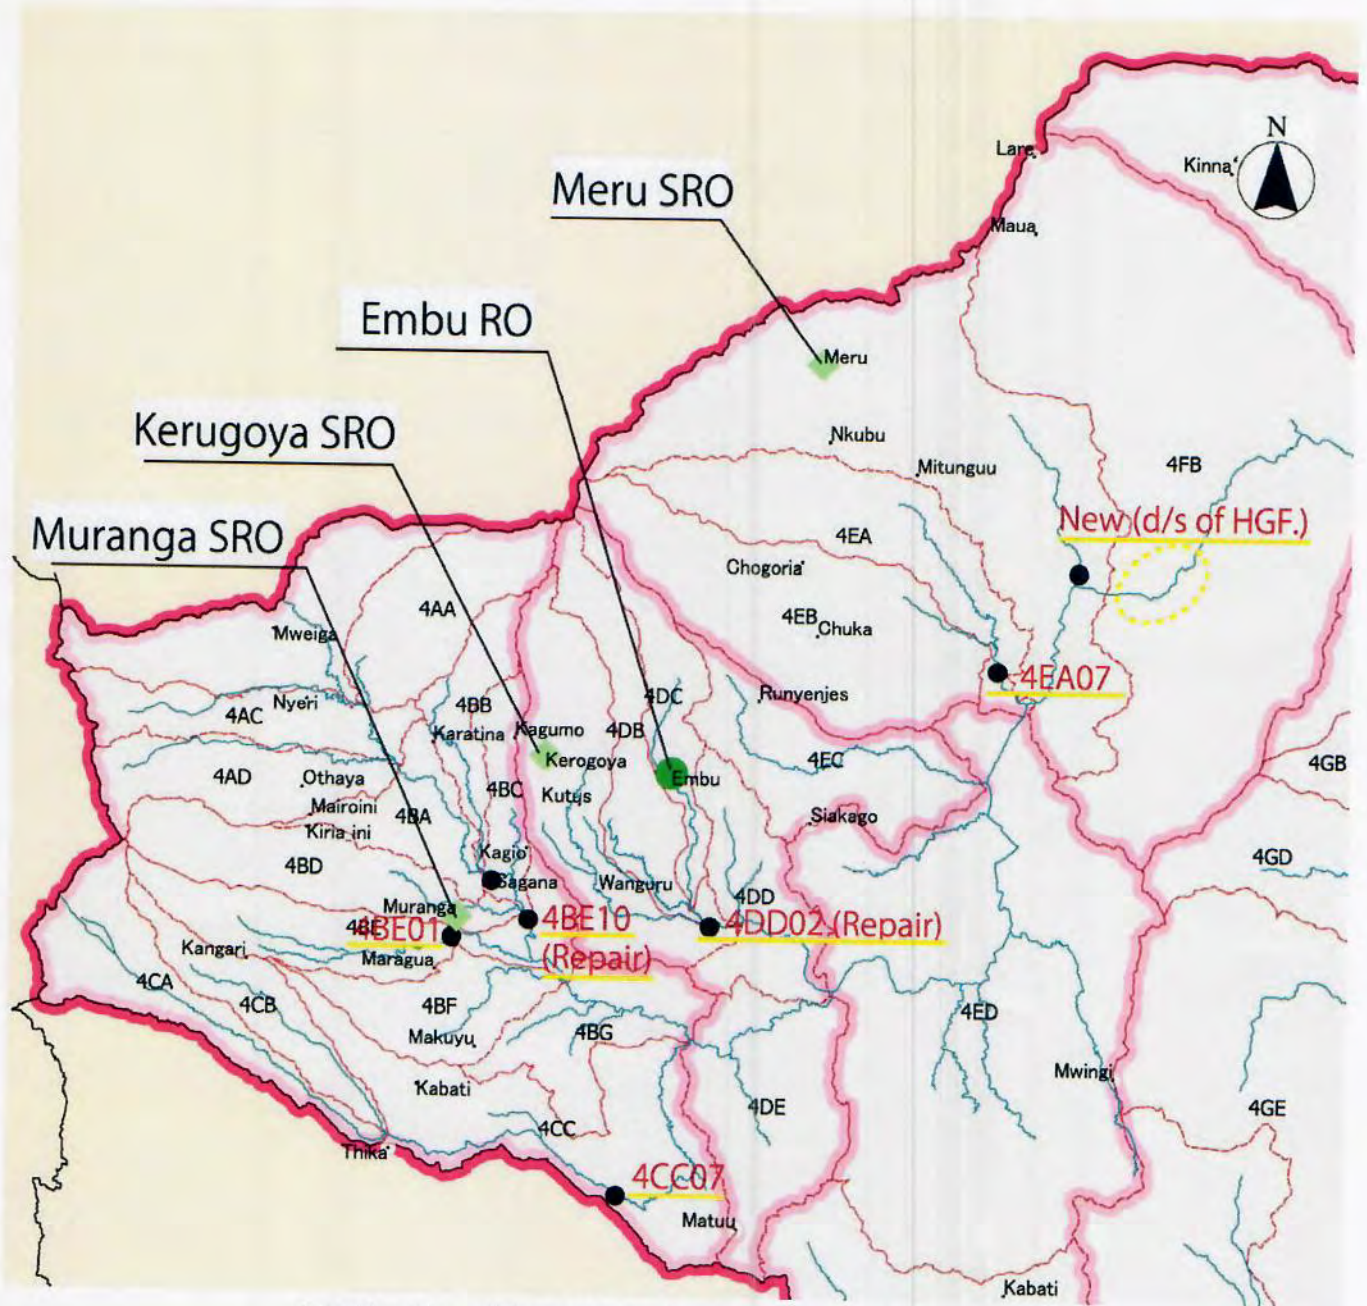 N
Lare
Kinna
Meru SRO
Maua
Embu RO
Meru
Kerugoya SRO
Nkubu
Mitunguu
4FB
New (d/s of HGF.)
Muranga SRO
4EA
Chogoria
4AA
4EB
Chuka
Mweiga
4EA07
Nyeri
4AC
4BB
Karatina
Kagumo
4DB
4DC
Runyenjes
4AD
Othaya
Kerogoya
Embu
4EC
4GB
Mairoini
4BA
4BC
Kutus
Siakago
Kiria ini
4BD
Kagio
Sagana
Wanguru
4DD
4GD
Muranga
4BE
4BE01
4BE10
(Repair)
4DD02 (Repair)
Kangari
Maragua
4CA
4CB
4BF
4BG
4ED
Makuyu
Kabati
Mwingi
4DE
4GE
4CC
Thika
4CC07
Matuu
Kabati